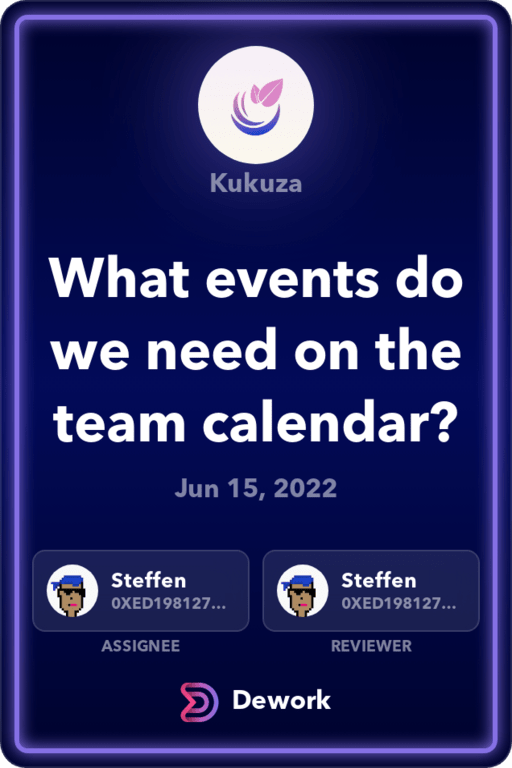 Kukuza
What events do
we need on the
team calendar?
Jun 15, 2022
Steffen
0XED198127...
Steffen
0XED198127...
ASSIGNEE
REVIEWER
Dework